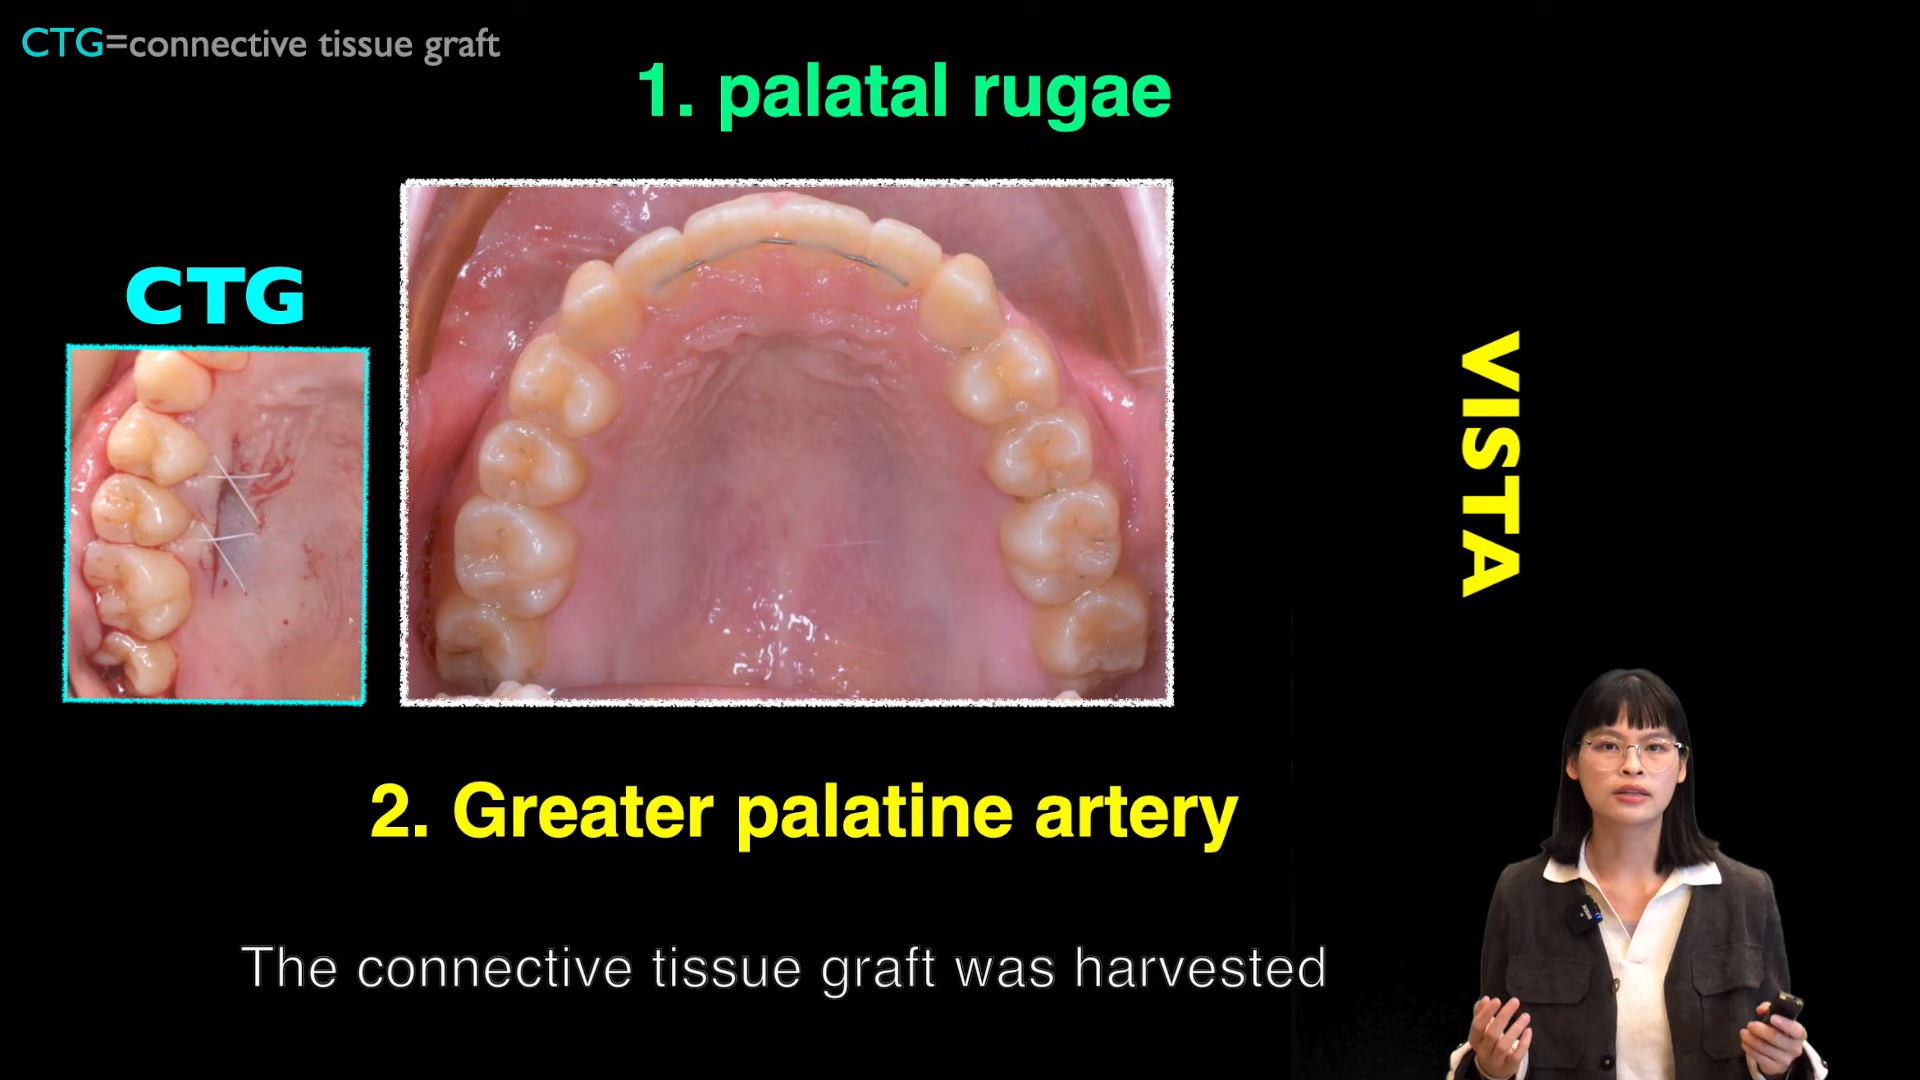 CTG=connective tissue graft
1. palatal rugae
CTG
VISTA
2. Greater palatine artery
The connective tissue graft was harvested